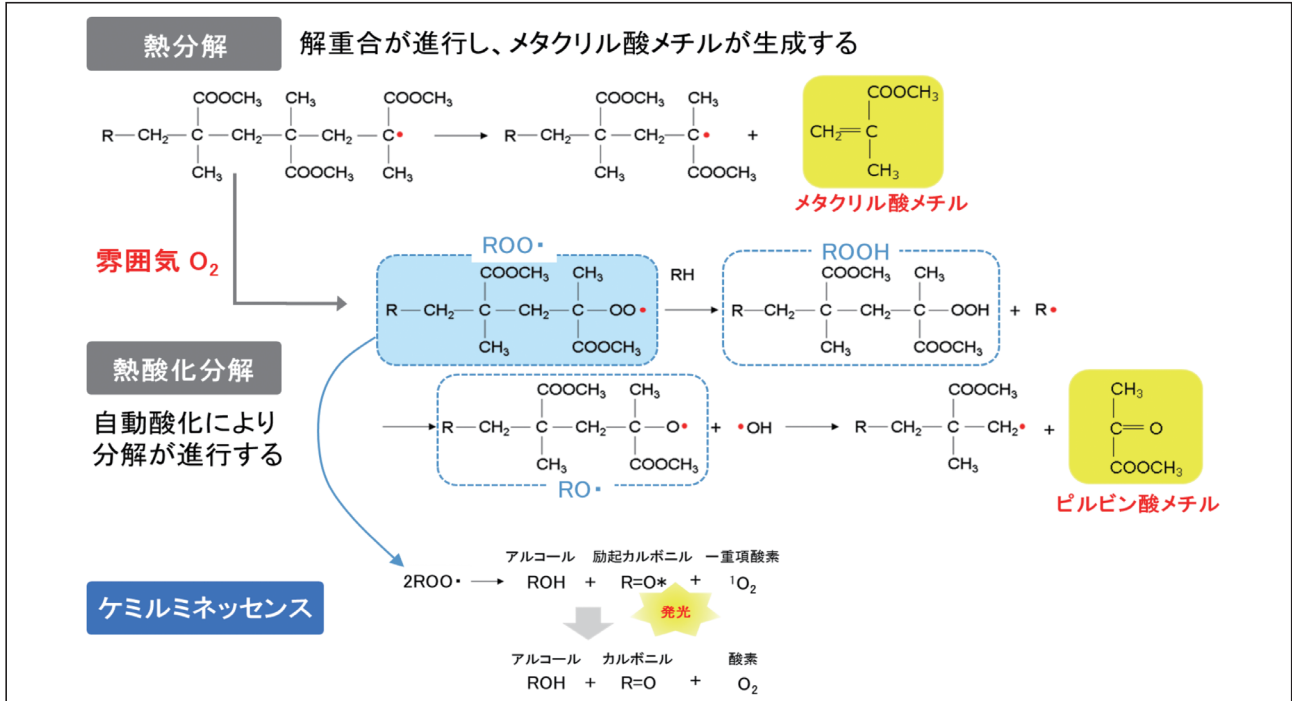 熱分解 解重合が進行し、メタクリル酸メチルが生成する
COOCH3 CH3 COOCH3
R—CH2—C—CH2—C—CH2—C•
CH3 COOCH3 CH3
COOCH3 CH3
R—CH2—C—CH2—C• +
CH3 COOCH3
COOCH3
CH2=C
CH3
メタクリル酸メチル
雰囲気 O2
ROO・
COOCH3 CH3
R—CH2—C—CH2—C—OO•
CH3 COOCH3
RH
ROOH
COOCH3 CH3
R—CH2—C—CH2—C—OOH + R•
CH3 COOCH3
熱酸化分解
自動酸化により
分解が進行する
COOCH3 CH3
R—CH2—C—CH2—C—O• + •OH
CH3 COOCH3
RO・
COOCH3
R—CH2—C—CH2• +
CH3
CH3
C=O
COOCH3
ピルビン酸メチル
ケミルミネッセンス
アルコール 励起カルボニル 一重項酸素
2ROO・ → ROH + R=O* + 1O2
発光
アルコール カルボニル 酸素
ROH + R=O + O2